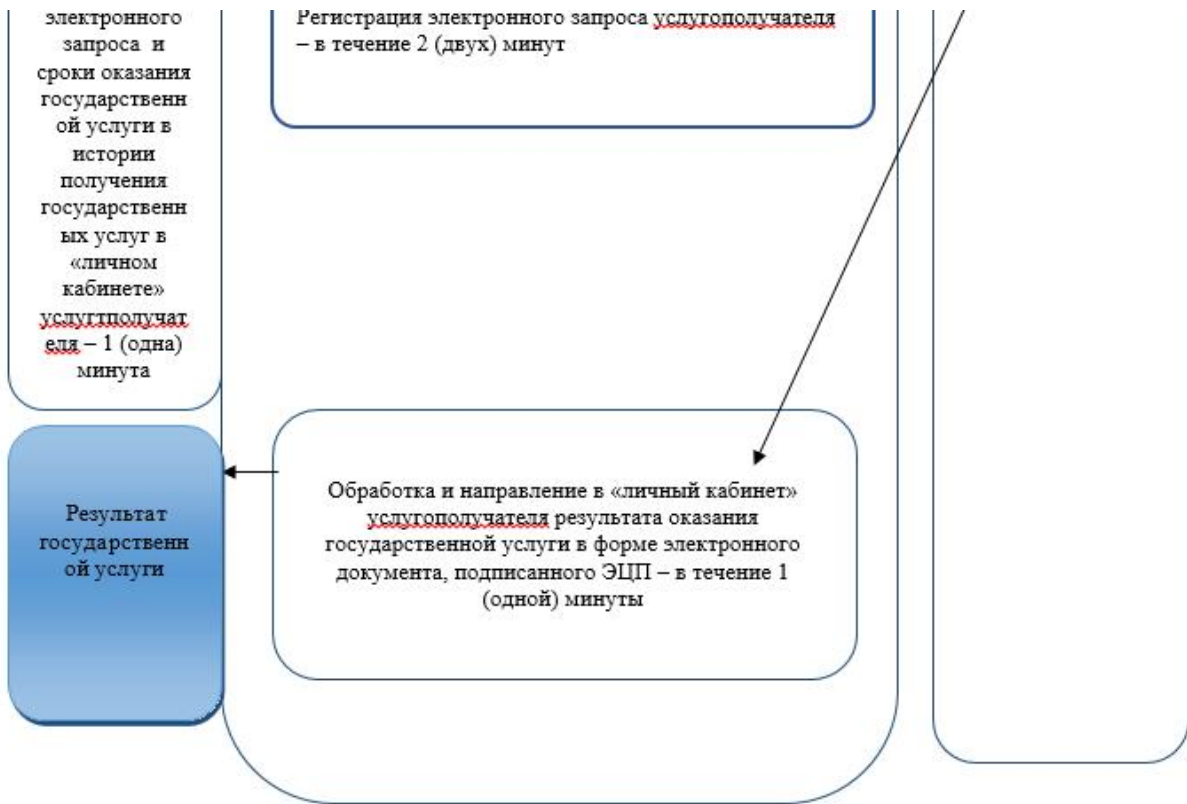 электронного
запроса и
сроки оказания
государственн
ой услуги в
истории
получения
государственн
ых услуг в
«личном
кабинете»
услугтполучат
еля – 1 (одна)
минута
Регистрация электронного запроса услугополучателя
– в течение 2 (двух) минут
Результат
государственн
ой услуги
Обработка и направление в «личный кабинет»
услугополучателя результата оказания
государственной услуги в форме электронного
документа, подписанного ЭЦП – в течение 1
(одной) минуты